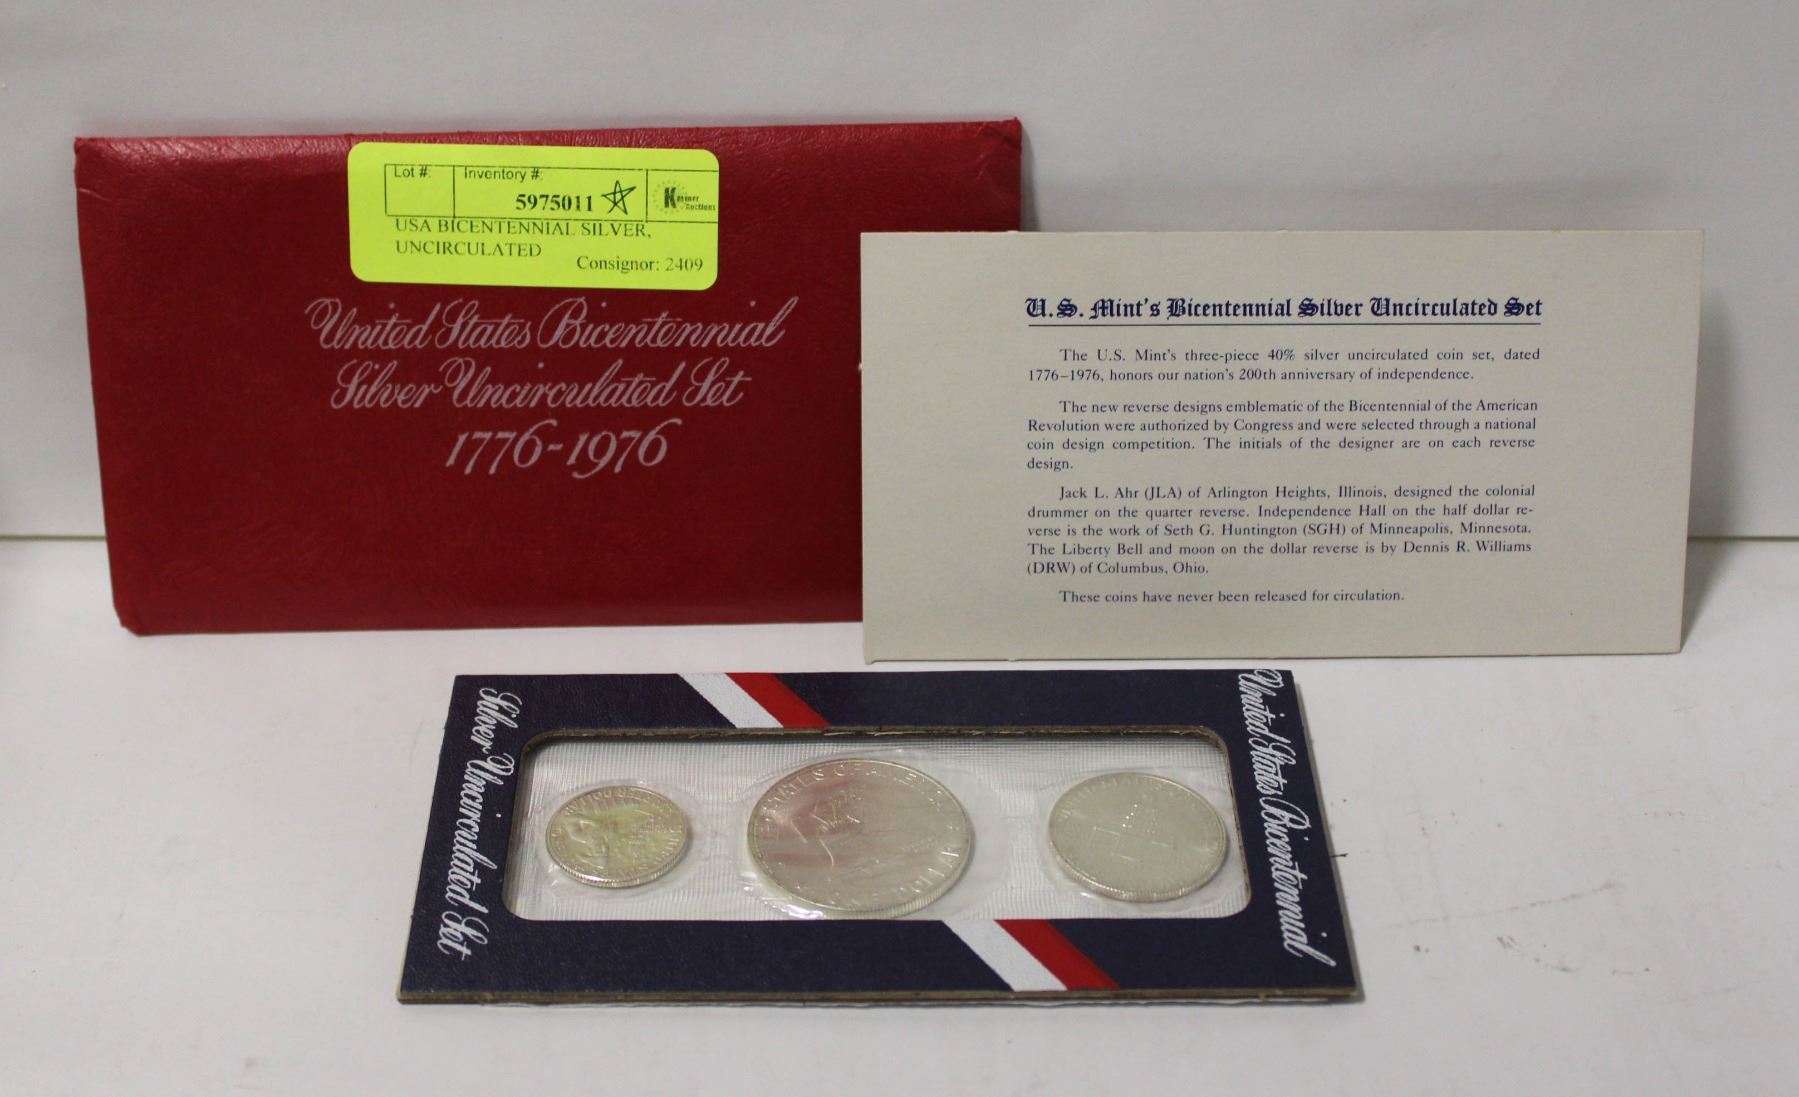 Lot #:
Inventory #:
5975011
USA BICENTENNIAL SILVER,
UNCIRCULATED
Consignor: 2409
United States Bicentennial
Silver Uncirculated Set
1776-1976
U.S. Mint's Bicentennial Silver Uncirculated Set
The U.S. Mint's three-piece 40% silver uncirculated coin set, dated
1776–1976, honors our nation's 200th anniversary of independence.
The new reverse designs emblematic of the Bicentennial of the American
Revolution were authorized by Congress and were selected through a national
coin design competition. The initials of the designer are on each reverse
design.
Jack L. Ahr (JLA) of Arlington Heights, Illinois, designed the colonial
drummer on the quarter reverse. Independence Hall on the half dollar re-
verse is the work of Seth G. Huntington (SGH) of Minneapolis, Minnesota.
The Liberty Bell and moon on the dollar reverse is by Dennis R. Williams
(DRW) of Columbus, Ohio.
These coins have never been released for circulation.
United States Bicentennial
Silver Uncirculated Set
STATES OF AMERICA
ONE DOLLAR